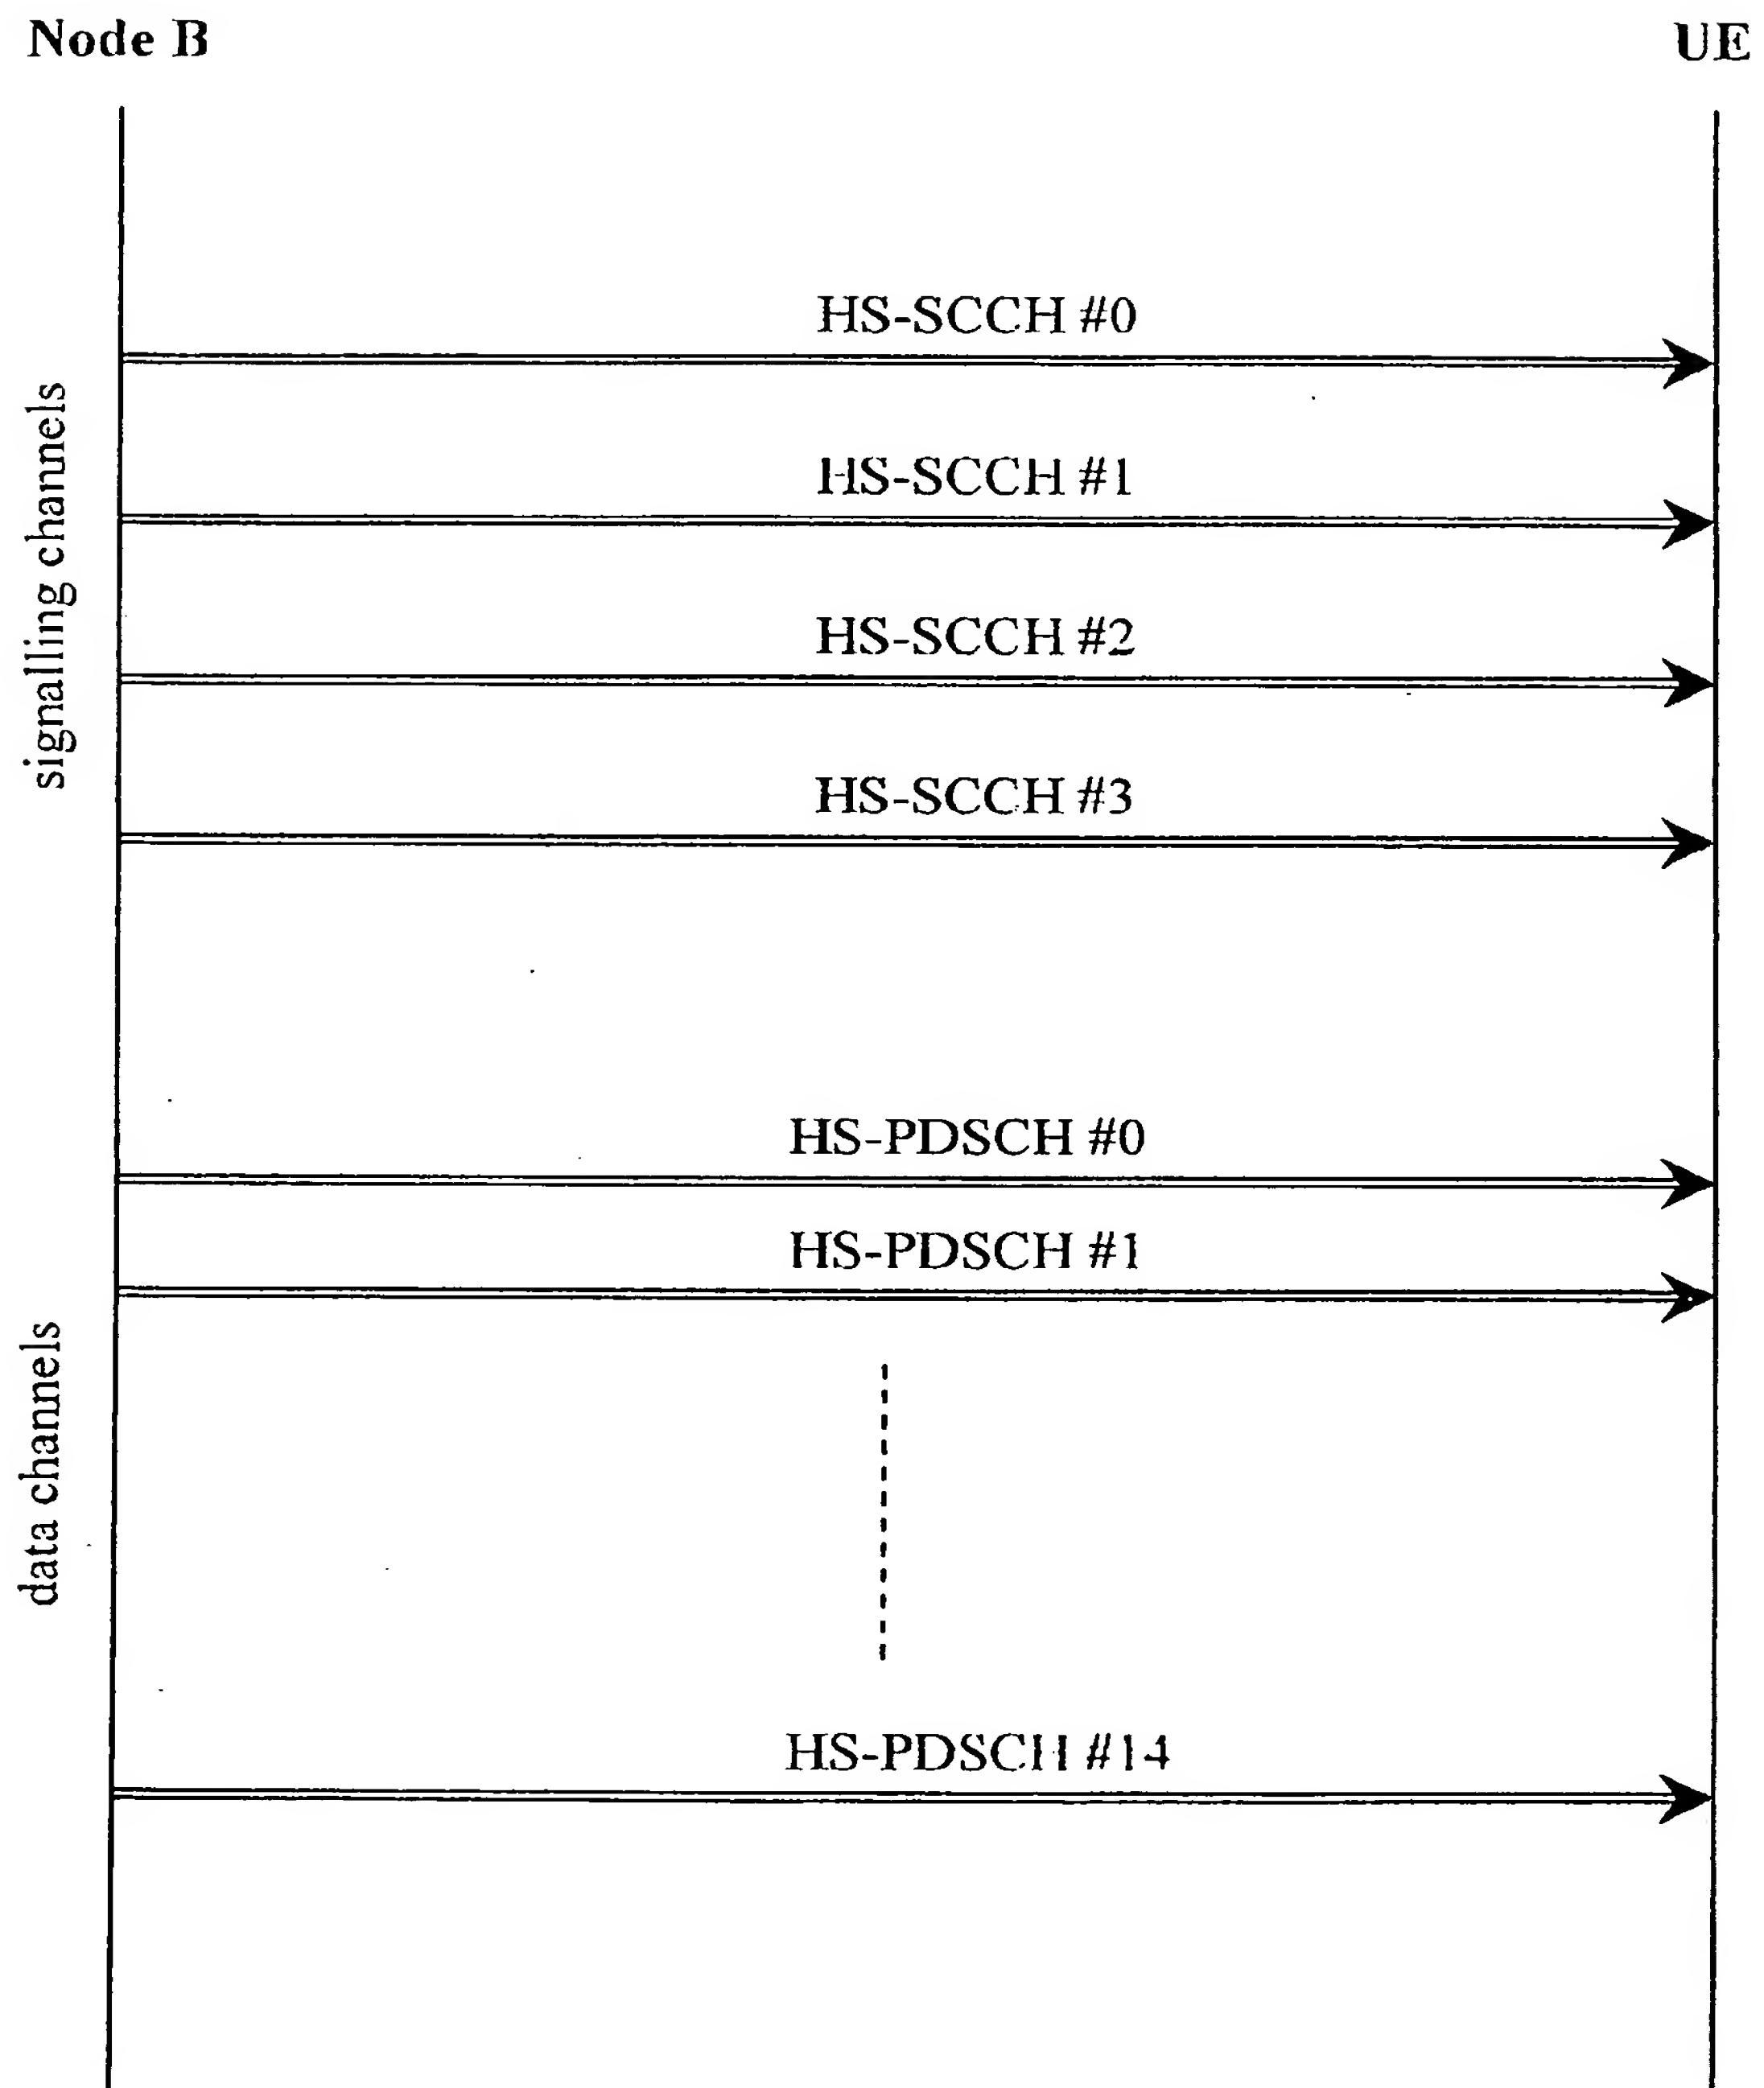 Node B
UE
signalling channels
HS-SCCH #0
HS-SCCH #1
HS-SCCH #2
HS-SCCH #3
data channels
HS-PDSCH #0
HS-PDSCH #1
HS-PDSCH #14